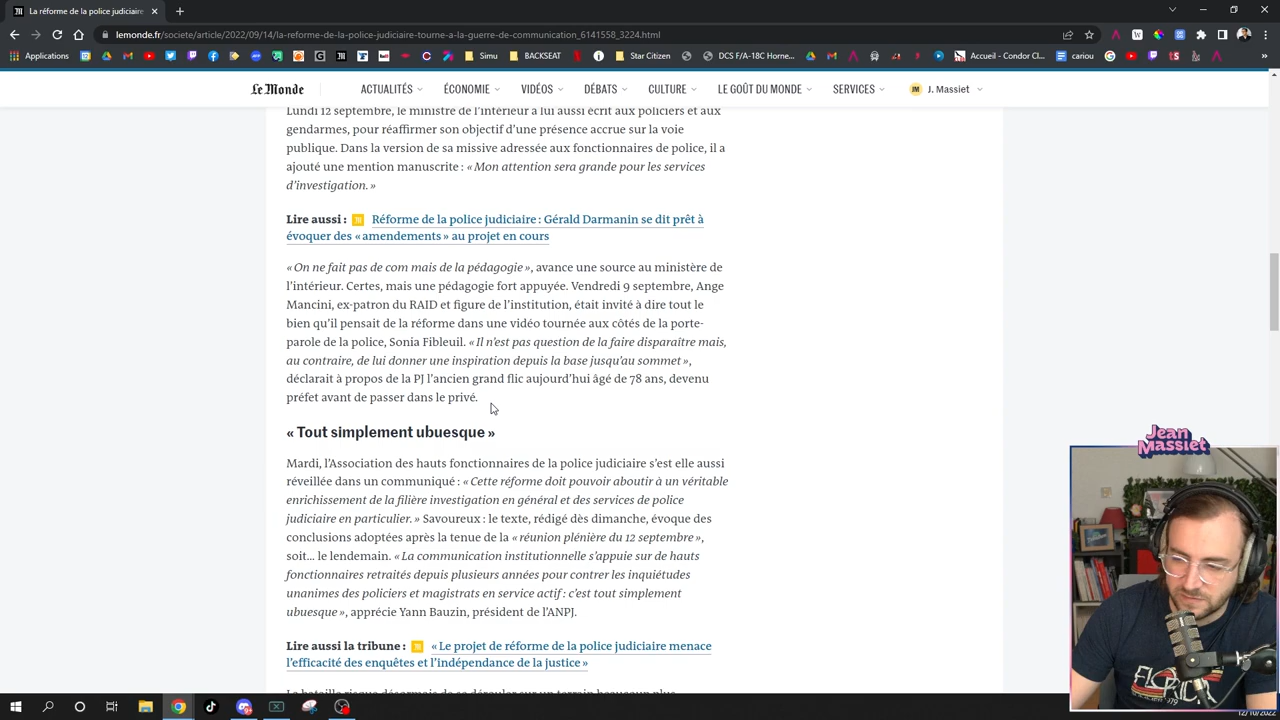 La réforme de la police judiciaire
lemonde.fr/societe/article/2022/09/14/la-reforme-de-la-police-judiciaire-tourne-a-la-guerre-de-communication_6141558_3224.html
Applications
Simu
BACKSEAT
Star Citizen
DCS F/A-18C Horne...
Accueil - Condor Cl...
cariou
Le Monde
ACTUALITÉS
ÉCONOMIE
VIDÉOS
DÉBATS
CULTURE
LE GOÛT DU MONDE
SERVICES
JM J. Massiet
Lundi 12 septembre, le ministre de l'intérieur a lui aussi écrit aux policiers et aux
gendarmes, pour réaffirmer son objectif d'une présence accrue sur la voie
publique. Dans la version de sa missive adressée aux fonctionnaires de police, il a
ajouté une mention manuscrite : « Mon attention sera grande pour les services
d'investigation. »
Lire aussi : Réforme de la police judiciaire : Gérald Darmanin se dit prêt à
évoquer des « amendements » au projet en cours
« On ne fait pas de com mais de la pédagogie », avance une source au ministère de
l'intérieur. Certes, mais une pédagogie fort appuyée. Vendredi 9 septembre, Ange
Mancini, ex-patron du RAID et figure de l'institution, était invité à dire tout le
bien qu'il pensait de la réforme dans une vidéo tournée aux côtés de la porte-
parole de la police, Sonia Fibleuil. « Il n'est pas question de la faire disparaître mais,
au contraire, de lui donner une inspiration depuis la base jusqu'au sommet »,
déclarait à propos de la PJ l'ancien grand flic aujourd'hui âgé de 78 ans, devenu
préfet avant de passer dans le privé.
« Tout simplement ubuesque »
Mardi, l'Association des hauts fonctionnaires de la police judiciaire s'est elle aussi
réveillée dans un communiqué : « Cette réforme doit pouvoir aboutir à un véritable
enrichissement de la filière investigation en général et des services de police
judiciaire en particulier. » Savoureux : le texte, rédigé dès dimanche, évoque des
conclusions adoptées après la tenue de la « réunion plénière du 12 septembre »,
soit... le lendemain. « La communication institutionnelle s'appuie sur de hauts
fonctionnaires retraités depuis plusieurs années pour contrer les inquiétudes
unanimes des policiers et magistrats en service actif : c'est tout simplement
ubuesque », apprécie Yann Bauzin, président de l'ANPJ.
Lire aussi la tribune : « Le projet de réforme de la police judiciaire menace
l'efficacité des enquêtes et l'indépendance de la justice »
La bataille risque désormais de se dérouler sur un terrain beaucoup plus
Jean
Massiet
12/10/2022